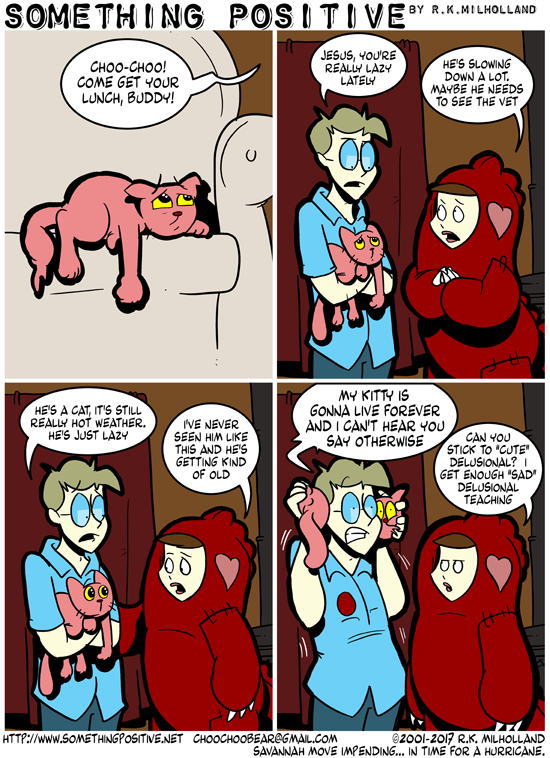 SOMETHING POSITIVE BY R.K.MILHOLLAND
CHOO-CHOO!
COME GET YOUR
LUNCH, BUDDY!
JESUS, YOU'RE
REALLY LAZY
LATELY
HE'S SLOWING
DOWN A LOT.
MAYBE HE NEEDS
TO SEE THE VET
HE'S A CAT, IT'S STILL
REALLY HOT WEATHER.
HE'S JUST LAZY
I'VE NEVER
SEEN HIM LIKE
THIS AND HE'S
GETTING KIND
OF OLD
MY KITTY IS
GONNA LIVE FOREVER
AND I CAN'T HEAR YOU
SAY OTHERWISE
CAN YOU
STICK TO "CUTE"
DELUSIONAL? I
GET ENOUGH "SAD"
DELUSIONAL
TEACHING
HTTP://WWW.SOMETHINGPOSITIVE.NET CHOOCHOOBEAR@GMAIL.COM ©2001-2017 R.K. MILHOLLAND
SAVANNAH MOVE IMPENDING... IN TIME FOR A HURRICANE.